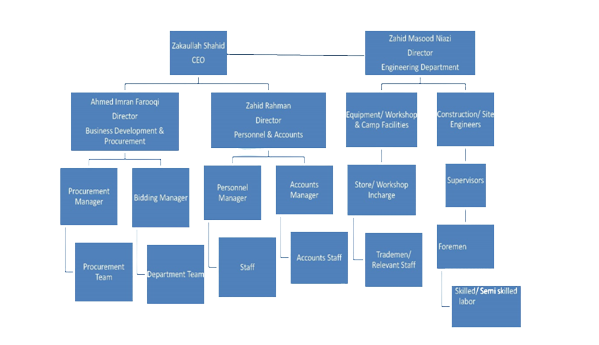 Zakaullah Shahid
CEO
Zahid Masood Niazi
Director
Engineering Department
Ahmed Imran Farooqi
Director
Business Development &
Procurement
Zahid Rahman
Director
Personnel & Accounts
Equipment/ Workshop
& Camp Facilities
Construction/ Site
Engineers
Procurement
Manager
Bidding Manager
Personnel
Manager
Accounts
Manager
Store/ Workshop
Incharge
Supervisors
Procurement
Team
Department Team
Staff
Accounts Staff
Trademen/
Relevant Staff
Foremen
Skilled/ Semi skilled
labor